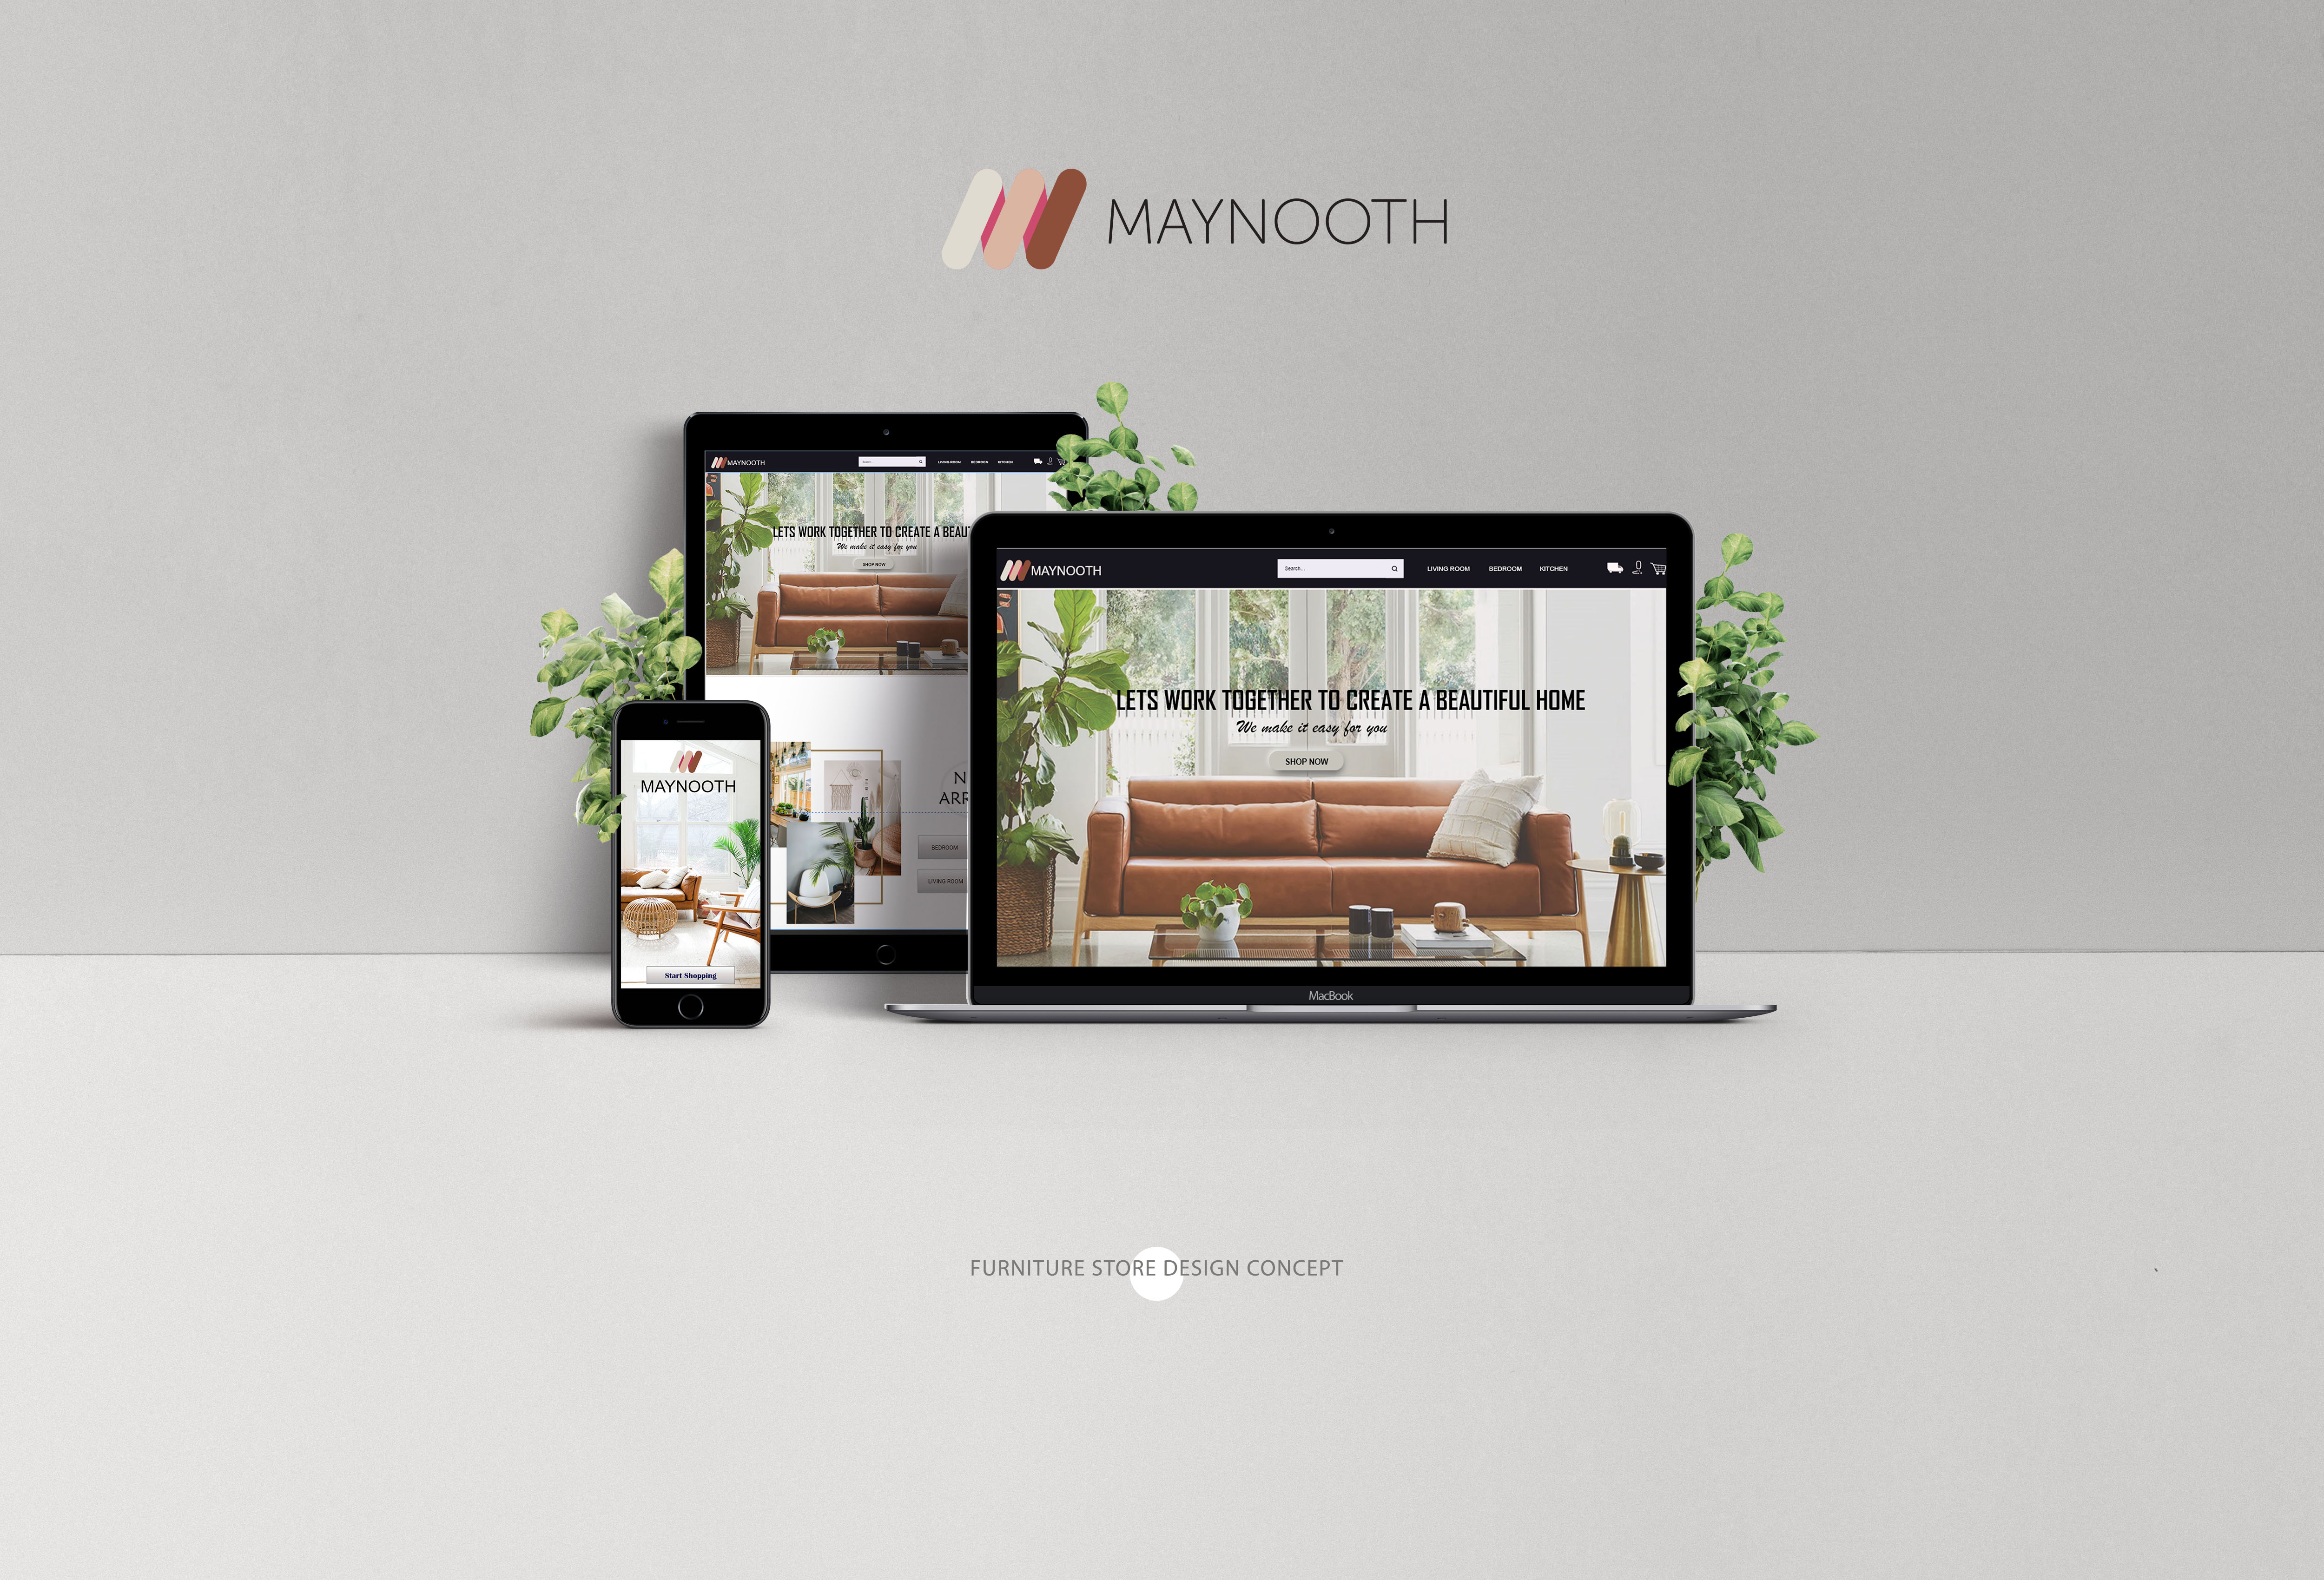 MAYNOOTH
MAYNOOTH
Search...
LIVING ROOM
BEDROOM
KITCHEN
LETS WORK TOGETHER TO CREATE A BEAUT
We make it easy for you
SHOP NOW
N
ARR
BEDROOM
LIVING ROOM
MAYNOOTH
Start Shopping
MAYNOOTH
Search...
LIVING ROOM
BEDROOM
KITCHEN
LETS WORK TOGETHER TO CREATE A BEAUTIFUL HOME
We make it easy for you
SHOP NOW
MacBook
FURNITURE STORE DESIGN CONCEPT